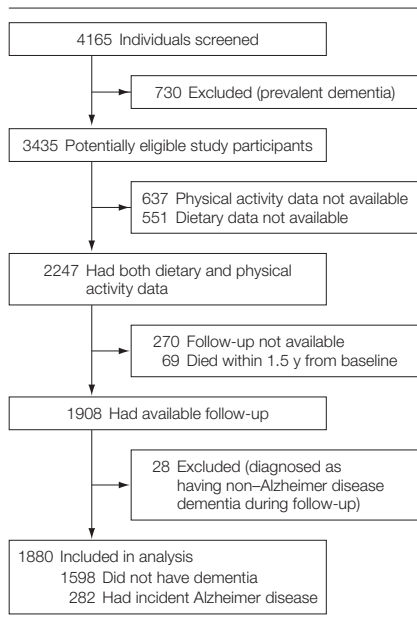 4165 Individuals screened
730 Excluded (prevalent dementia)
3435 Potentially eligible study participants
637 Physical activity data not available
551 Dietary data not available
2247 Had both dietary and physical
activity data
270 Follow-up not available
69 Died within 1.5 y from baseline
1908 Had available follow-up
28 Excluded (diagnosed as
having non–Alzheimer disease
dementia during follow-up)
1880 Included in analysis
1598 Did not have dementia
282 Had incident Alzheimer disease